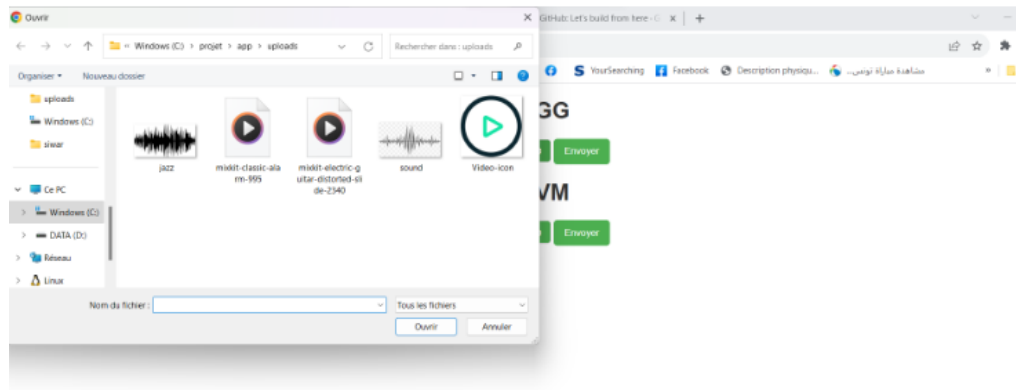 Ouvrir
GitHub: Let's build from here · G
Windows (C:) > projet > app > uploads
Rechercher dans : uploads
Organiser
Nouveau dossier
YourSearching
Facebook
Description physiqu...
مشاهدة مباراة تونس...
uploads
Windows (C:)
siwar
Ce PC
Windows (C:)
DATA (D:)
Réseau
Linux
jazz
mixkit-classic-ala
rm-995
mixkit-electric-g
uitar-distorted-sli
de-2340
sound
Video-icon
GG
Envoyer
VM
Envoyer
Nom du fichier :
Tous les fichiers
Ouvrir
Annuler